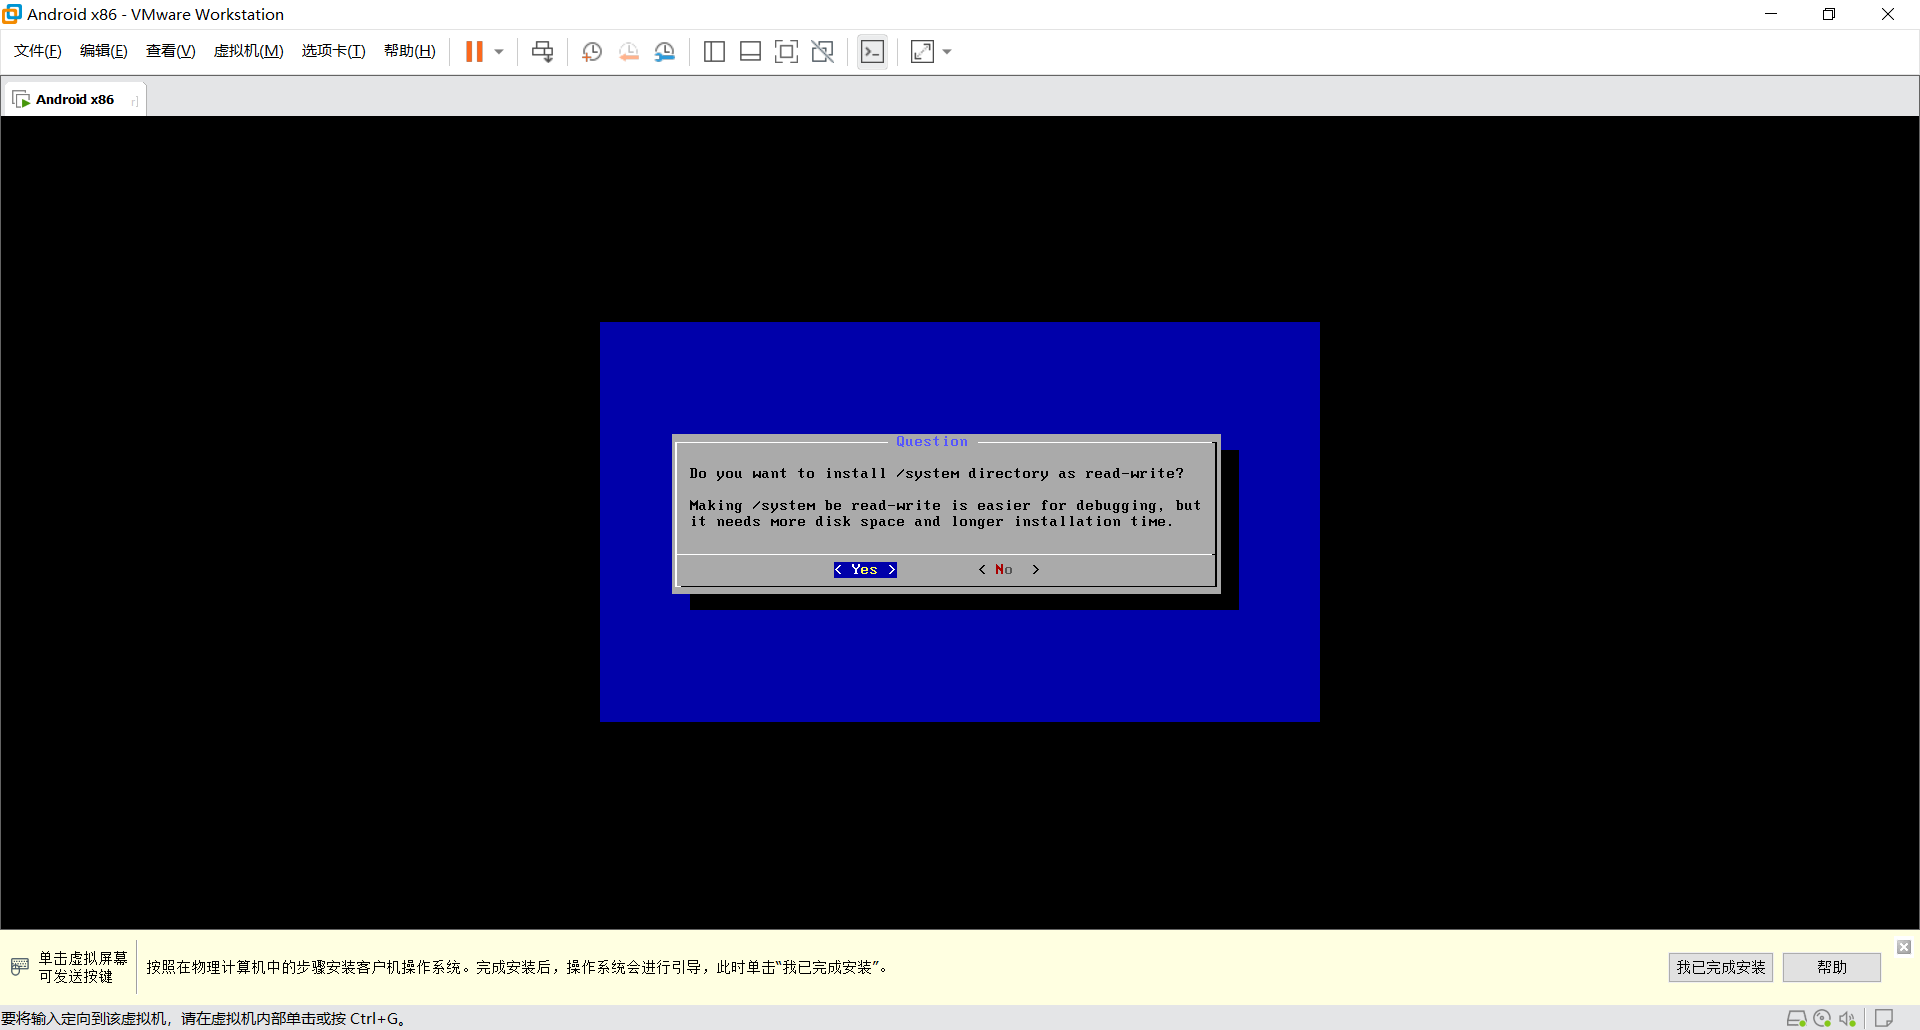 Android x86 - VMware Workstation
文件(F) 编辑(E) 查看(V) 虚拟机(M) 选项卡(T) 帮助(H)
Android x86
Question
Do you want to install /system directory as read-write?
Making /system be read-write is easier for debugging, but
it needs more disk space and longer installation time.
< Yes > < No >
单击虚拟屏幕
可发送按键
按照在物理计算机中的步骤安装客户机操作系统。完成安装后，操作系统会进行引导，此时单击“我已完成安装”。
我已完成安装 帮助
要将输入定向到该虚拟机，请在虚拟机内部单击或按 Ctrl+G。